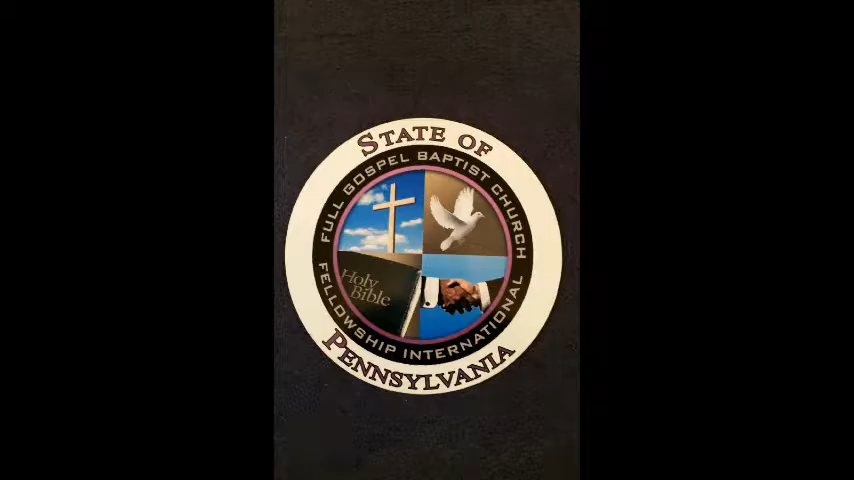 STATE OF
FULL GOSPEL BAPTIST CHURCH
Holy
Bible
FELLOWSHIP INTERNATIONAL
PENNSYLVANIA